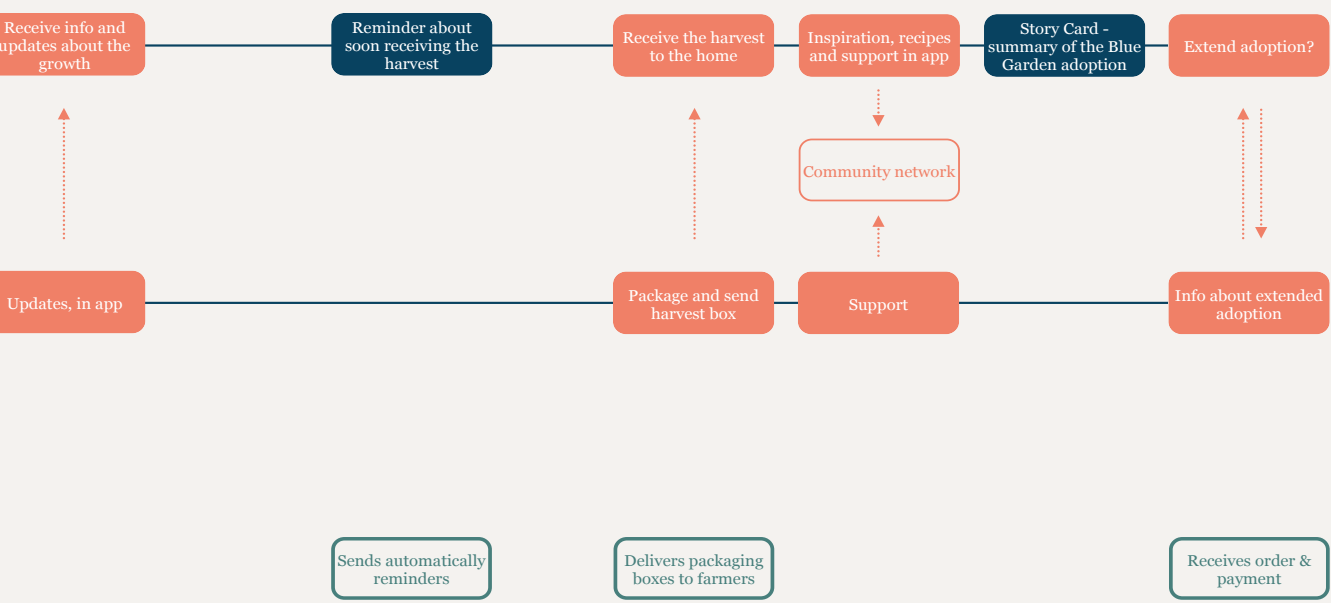 Receive info and
updates about the
growth
Reminder about
soon receiving the
harvest
Receive the harvest
to the home
Inspiration, recipes
and support in app
Story Card -
summary of the Blue
Garden adoption
Extend adoption?
Community network
Updates, in app
Package and send
harvest box
Support
Info about extended
adoption
Sends automatically
reminders
Delivers packaging
boxes to farmers
Receives order &
payment